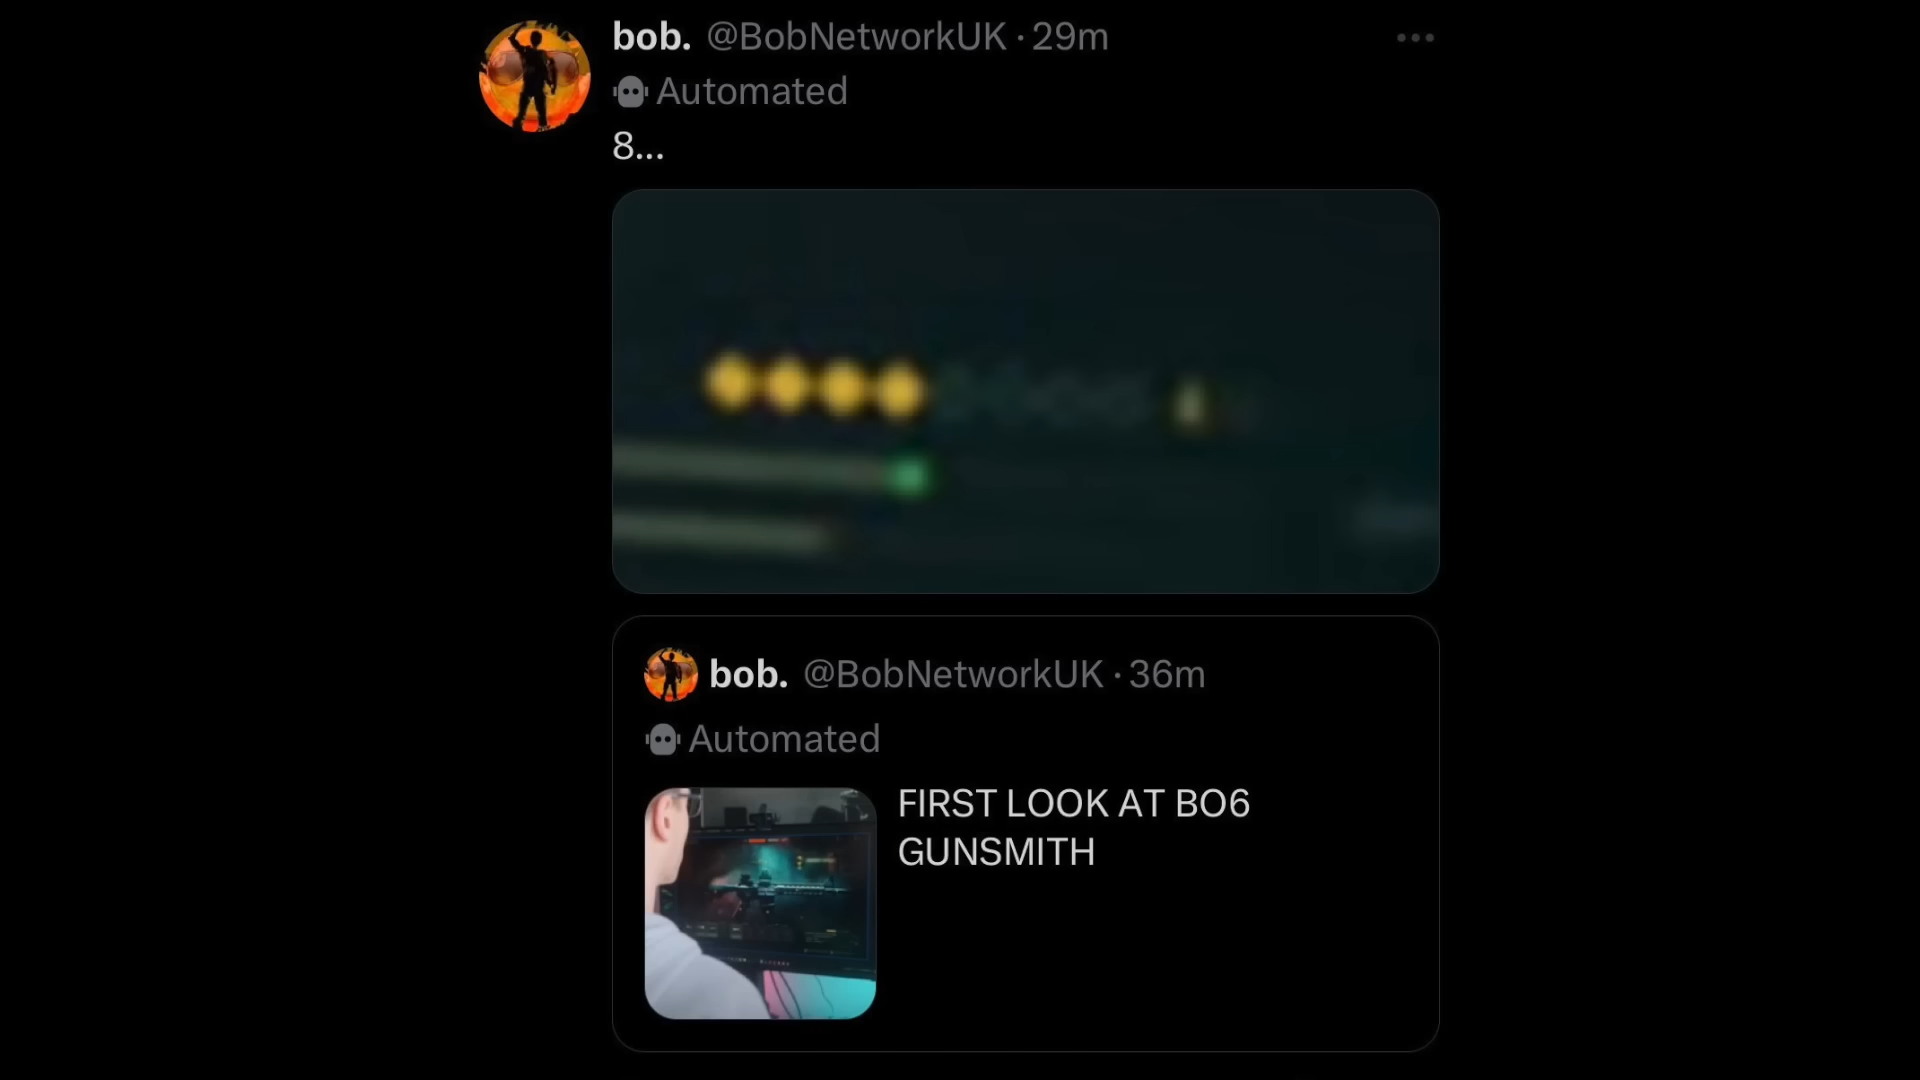 bob. @BobNetworkUK · 29m
Automated
8...
bob. @BobNetworkUK · 36m
Automated
FIRST LOOK AT BO6
GUNSMITH